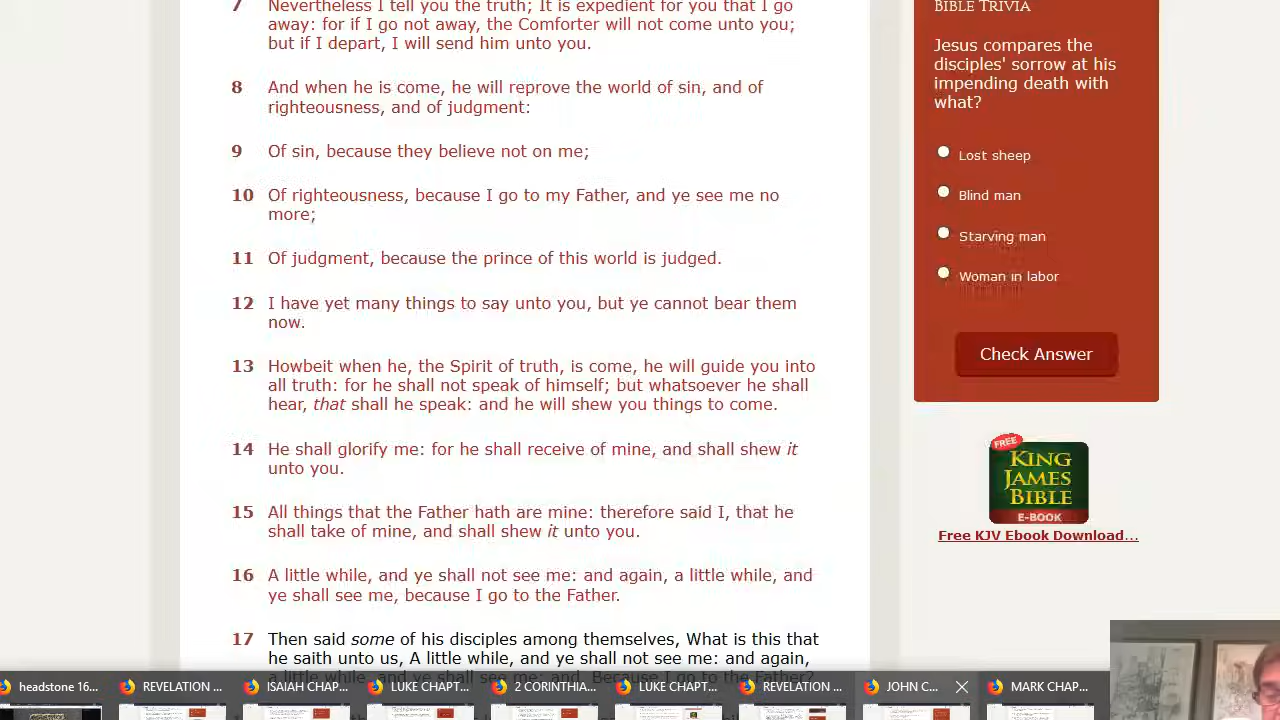 7 Nevertheless I tell you the truth; It is expedient for you that I go
away: for if I go not away, the Comforter will not come unto you;
but if I depart, I will send him unto you.
8 And when he is come, he will reprove the world of sin, and of
righteousness, and of judgment:
9 Of sin, because they believe not on me;
10 Of righteousness, because I go to my Father, and ye see me no
more;
11 Of judgment, because the prince of this world is judged.
12 I have yet many things to say unto you, but ye cannot bear them
now.
13 Howbeit when he, the Spirit of truth, is come, he will guide you into
all truth: for he shall not speak of himself; but whatsoever he shall
hear, that shall he speak: and he will shew you things to come.
14 He shall glorify me: for he shall receive of mine, and shall shew it
unto you.
15 All things that the Father hath are mine: therefore said I, that he
shall take of mine, and shall shew it unto you.
16 A little while, and ye shall not see me: and again, a little while, and
ye shall see me, because I go to the Father.
17 Then said some of his disciples among themselves, What is this that
he saith unto us, A little while, and ye shall not see me: and again,
a little while, and ye shall see me: and, Because I go to the Father?
BIBLE TRIVIA
Jesus compares the
disciples' sorrow at his
impending death with
what?
Lost sheep
Blind man
Starving man
Woman in labor
Check Answer
FREE
KING
JAMES
BIBLE
E-BOOK
Free KJV Ebook Download...
headstone 16...
REVELATION ...
ISAIAH CHAP...
LUKE CHAPT...
2 CORINTHIA...
LUKE CHAPT...
REVELATION ...
JOHN C...
MARK CHAP...